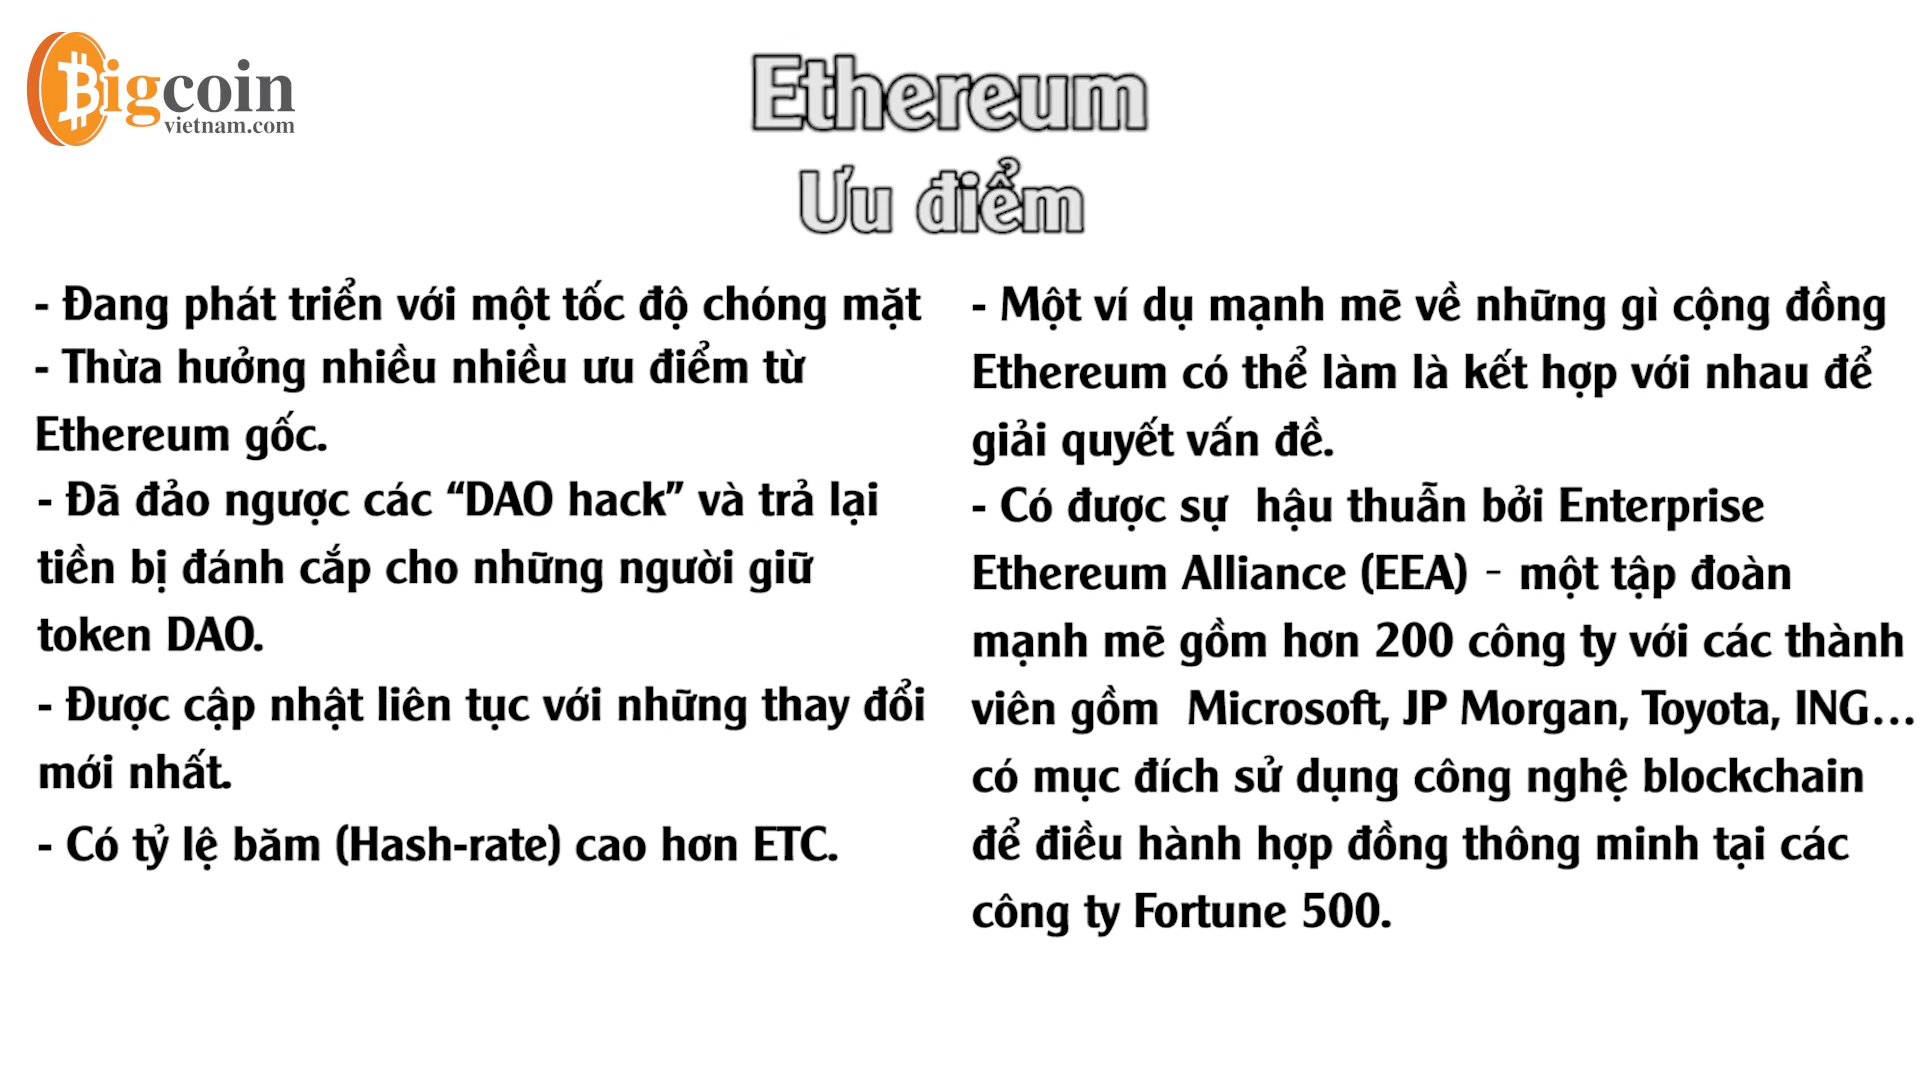 Bigcoin
vietnam.com
Ethereum
Ưu điểm
- Đang phát triển với một tốc độ chóng mặt
- Thừa hưởng nhiều nhiều ưu điểm từ
Ethereum gốc.
- Đã đảo ngược các “DAO hack” và trả lại
tiền bị đánh cắp cho những người giữ
token DAO.
- Được cập nhật liên tục với những thay đổi
mới nhất.
- Có tỷ lệ băm (Hash-rate) cao hơn ETC.
- Một ví dụ mạnh mẽ về những gì cộng đồng
Ethereum có thể làm là kết hợp với nhau để
giải quyết vấn đề.
- Có được sự  hậu thuẫn bởi Enterprise
Ethereum Alliance (EEA) - một tập đoàn
mạnh mẽ gồm hơn 200 công ty với các thành
viên gồm  Microsoft, JP Morgan, Toyota, ING...
có mục đích sử dụng công nghệ blockchain
để điều hành hợp đồng thông minh tại các
công ty Fortune 500.